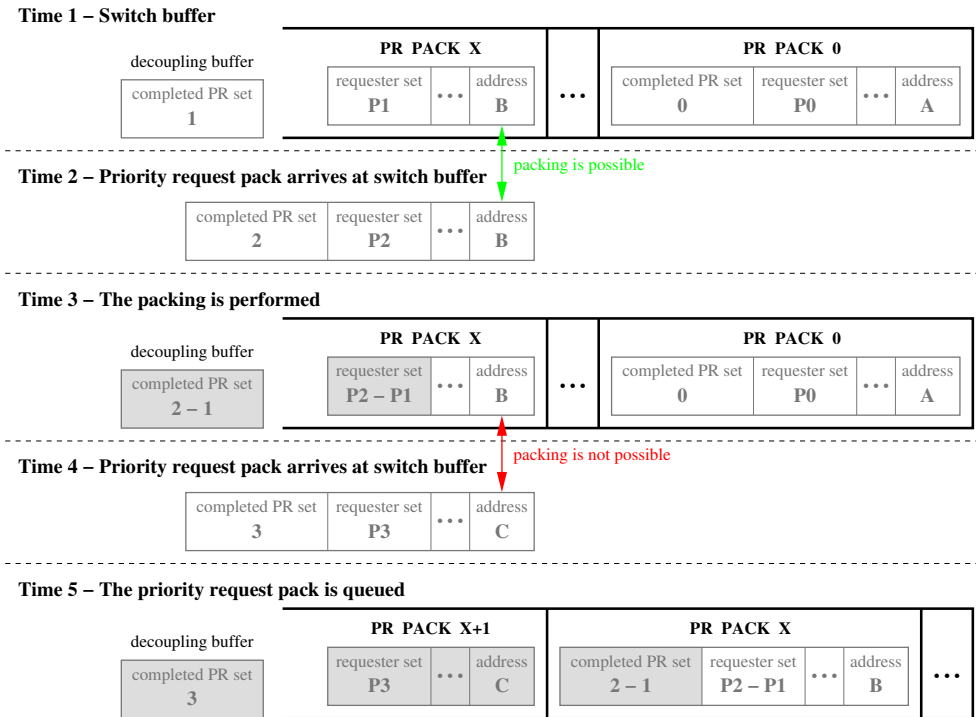 Time 1 – Switch buffer
PR PACK X
PR PACK 0
decoupling buffer
completed PR set
1
requester set
P1
...
address
B
...
completed PR set
0
requester set
P0
...
address
A
packing is possible
Time 2 – Priority request pack arrives at switch buffer
completed PR set
2
requester set
P2
...
address
B
Time 3 – The packing is performed
PR PACK X
PR PACK 0
decoupling buffer
completed PR set
2 – 1
requester set
P2 – P1
...
address
B
...
completed PR set
0
requester set
P0
...
address
A
packing is not possible
Time 4 – Priority request pack arrives at switch buffer
completed PR set
3
requester set
P3
...
address
C
Time 5 – The priority request pack is queued
PR PACK X+1
PR PACK X
decoupling buffer
completed PR set
3
requester set
P3
...
address
C
completed PR set
2 – 1
requester set
P2 – P1
...
address
B
...